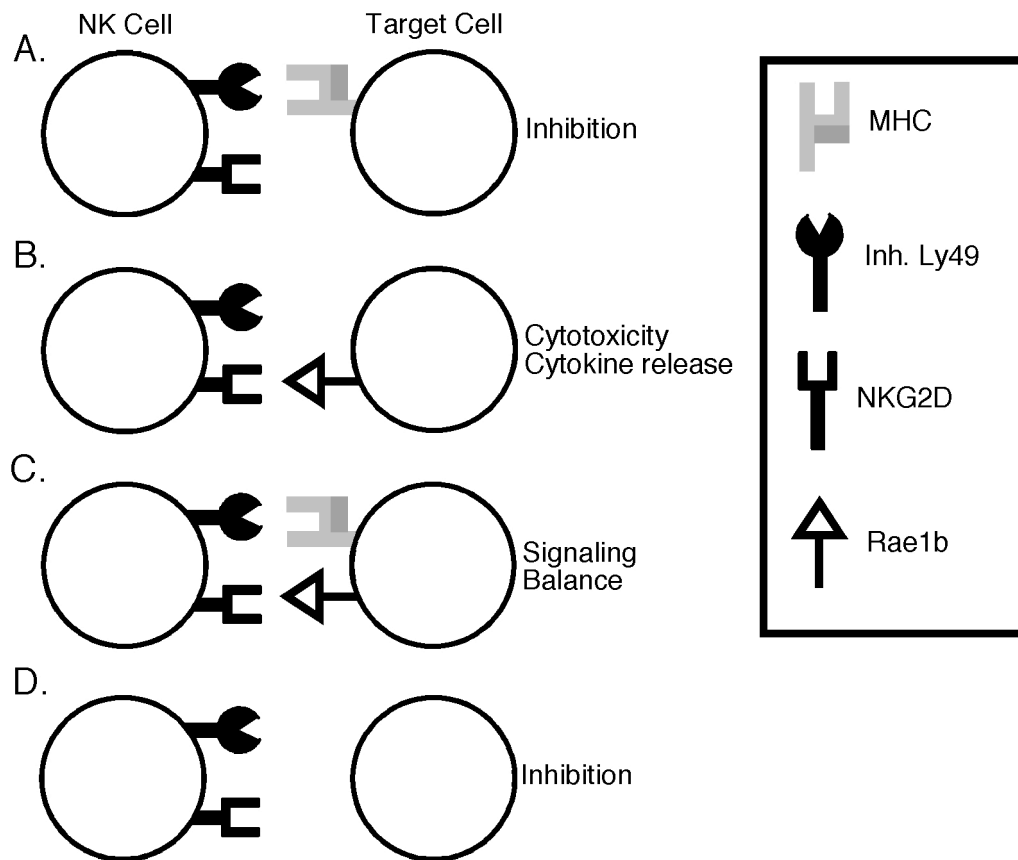 NK Cell
Target Cell
A.
Inhibition
B.
Cytotoxicity
Cytokine release
C.
Signaling
Balance
D.
Inhibition
MHC
Inh. Ly49
NKG2D
Rae1b